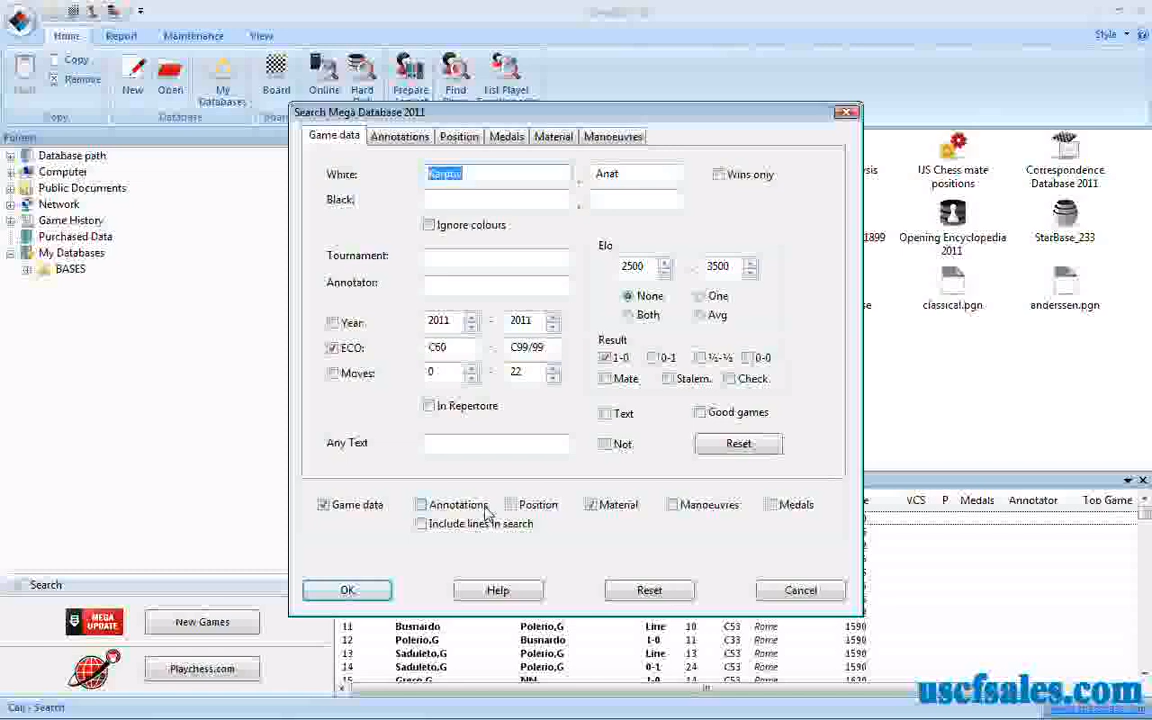 Home Report Maintenance View Style
Copy
Remove
New Open My Databases Board Online Hard Prepare Find List Player
Copy Database
Search Mega Database 2011
Game data Annotations Position Medals Material Manoeuvres
Database path
Computer
Public Documents
Network
Game History
Purchased Data
My Databases
BASES
White: Karpov , Anat Wins only
Black: ,
Ignore colours
Tournament:
Annotator:
Elo
2500 - 3500
None One
Both Avg
Year: 2011 - 2011
ECO: C60 - C99/99
Moves: 0 - 22
Result
1-0 0-1 ½-½ 0-0
Mate Stalem. Check.
In Repertoire
Text Good games
Any Text
Not Reset
Game data Annotations Position Material Manoeuvres Medals
Include lines in search
OK Help Reset Cancel
US Chess mate positions
Correspondence Database 2011
1899
Opening Encyclopedia 2011
StarBase_233
classical.pgn
anderssen.pgn
VCS P Medals Annotator Top Game
Search
MEGA UPDATE
New Games
Playchess.com
11 Busnardo Polerio,G Line 10 C53 Rome 1590
12 Polerio,G Busnardo 1-0 11 C53 Rome 1590
13 Saduleto,G Polerio,G Line 13 C53 Rome 1590
14 Saduleto,G Polerio,G 0-1 24 C53 Rome 1590
15 Greco,G NN 1-0 14
uscfsales.com
- Search